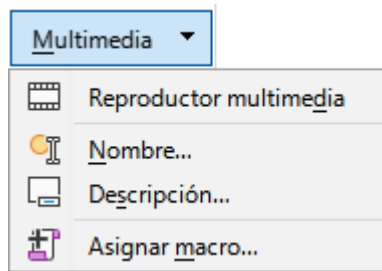 Multimedia
Reproductor multimedia
Nombre...
Descripción...
Asignar macro...